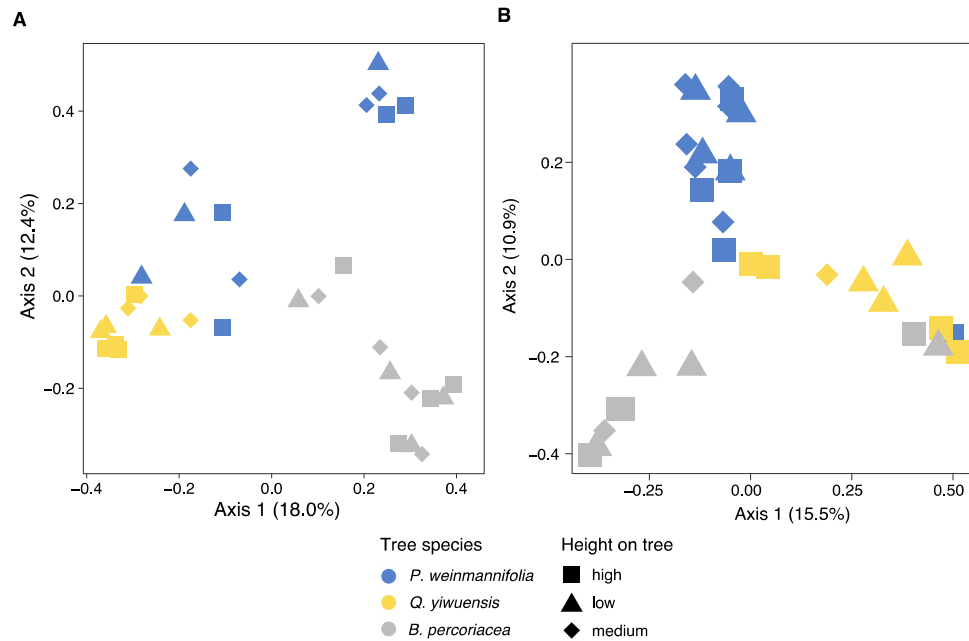 A
0.4
0.2
0.0
−0.2
Axis 2 (12.4%)
−0.4
−0.2
0.0
0.2
0.4
Axis 1 (18.0%)
B
0.2
0.0
−0.2
−0.4
Axis 2 (10.9%)
−0.25
0.00
0.25
0.50
Axis 1 (15.5%)
Tree species
P. weinmannifolia
Q. yiwuensis
B. percoriacea
Height on tree
high
low
medium